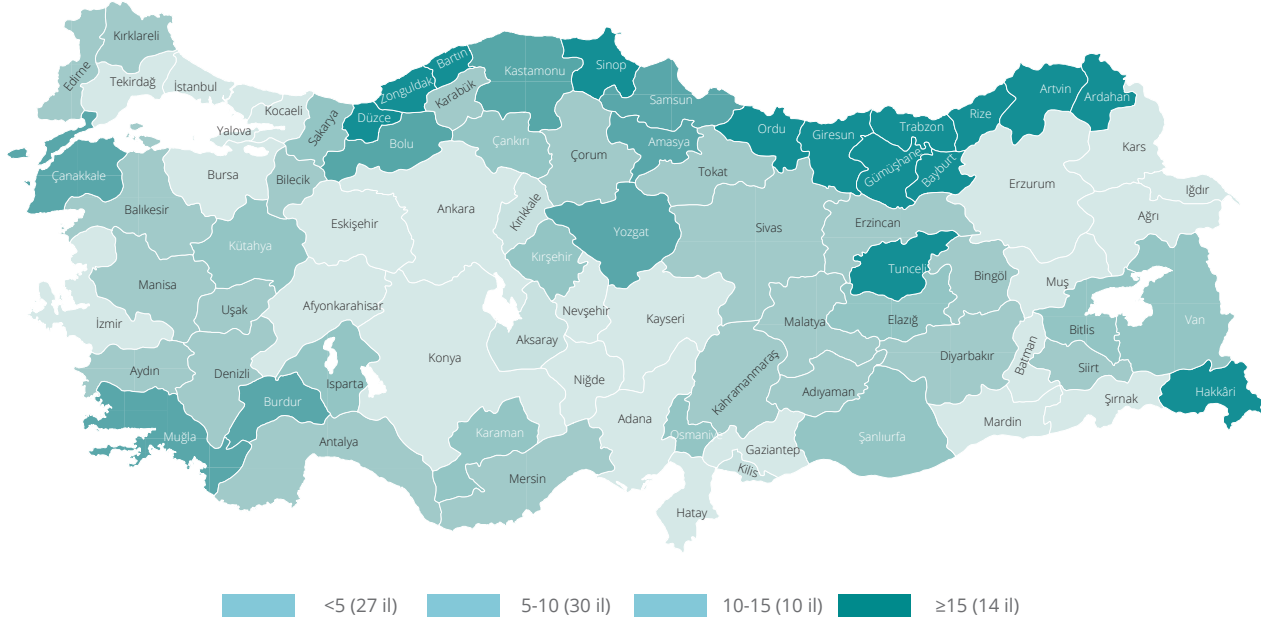 Kırklareli
Edirne
Tekirdağ
İstanbul
Kocaeli
Yalova
Sakarya
Düzce
Zonguldak
Bartın
Karabük
Kastamonu
Sinop
Samsun
Ordu
Giresun
Trabzon
Rize
Artvin
Ardahan
Çanakkale
Bursa
Bilecik
Bolu
Çankırı
Çorum
Amasya
Tokat
Gümüşhane
Bayburt
Erzurum
Kars
Iğdır
Ağrı
Balıkesir
Kütahya
Eskişehir
Ankara
Kırıkkale
Kırşehir
Yozgat
Sivas
Erzincan
Tunceli
Bingöl
Muş
Manisa
Uşak
Afyonkarahisar
İzmir
Konya
Aksaray
Nevşehir
Kayseri
Malatya
Elazığ
Diyarbakır
Batman
Bitlis
Van
Siirt
Aydın
Denizli
Isparta
Burdur
Niğde
Kahramanmaraş
Adıyaman
Şırnak
Hakkâri
Muğla
Antalya
Karaman
Mersin
Adana
Osmaniye
Gaziantep
Kilis
Şanlıurfa
Mardin
Hatay
<5 (27 il) 5-10 (30 il) 10-15 (10 il) ≥15 (14 il)